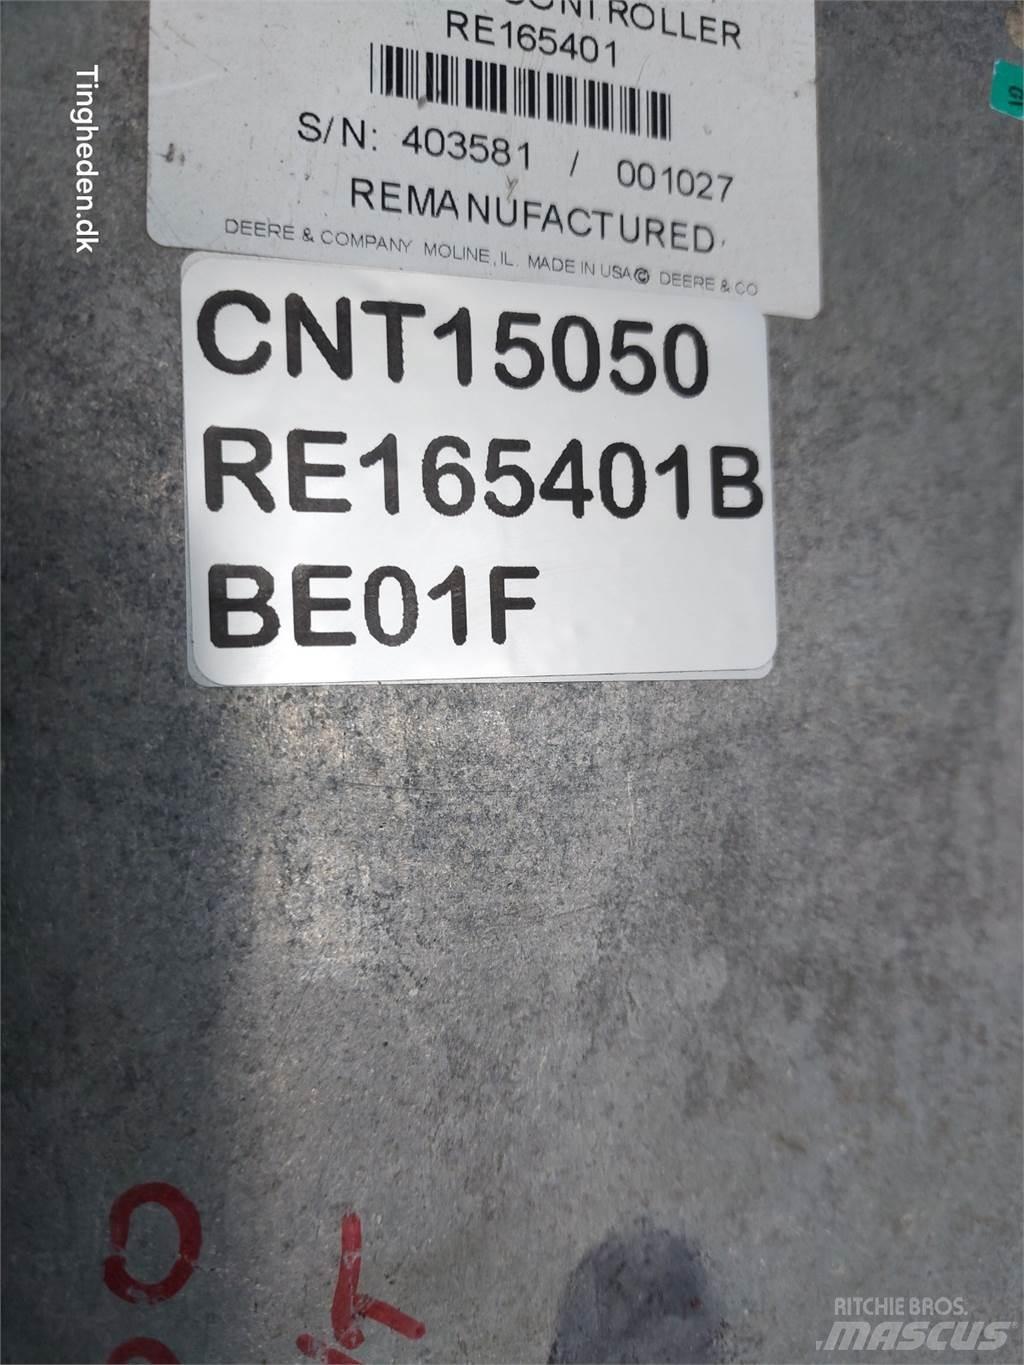 CONTROLLER
RE165401
S/N: 403581 / 001027
REMANUFACTURED
DEERE & COMPANY MOLINE, IL. MADE IN USA © DEERE & CO
CNT15050
RE165401B
BE01F
Tingheden.dk
RITCHIE BROS.
MASCUS